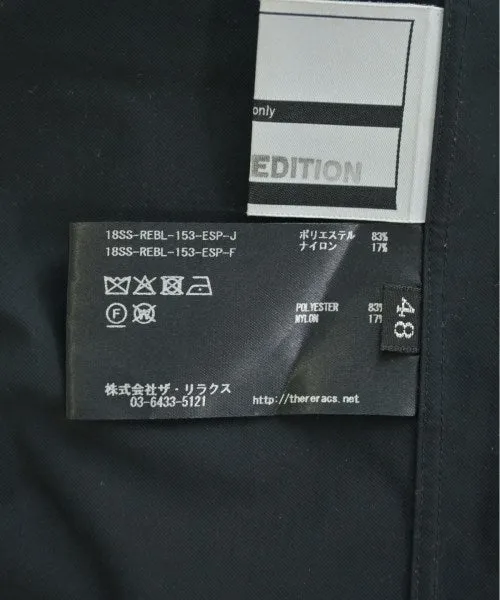 only
EDITION
18SS-REBL-153-ESP-J
18SS-REBL-153-ESP-F
ポリエステル 83%
ナイロン 17%
POLYESTER 83%
NYLON 17%
48
F
W
株式会社ザ・リラクス
03-6433-5121
http://thereracs.net